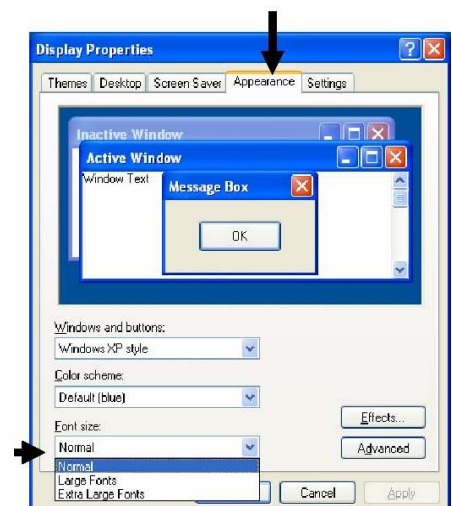 Display Properties
Themes Desktop Screen Saver Appearance Settings
Inactive Window
Active Window
Window Text
Message Box
OK
Windows and buttons:
Windows XP style
Color scheme:
Default (blue)
Font size:
Effects...
Normal
Advanced
Normal
Large Fonts
Extra Large Fonts
Cancel Apply